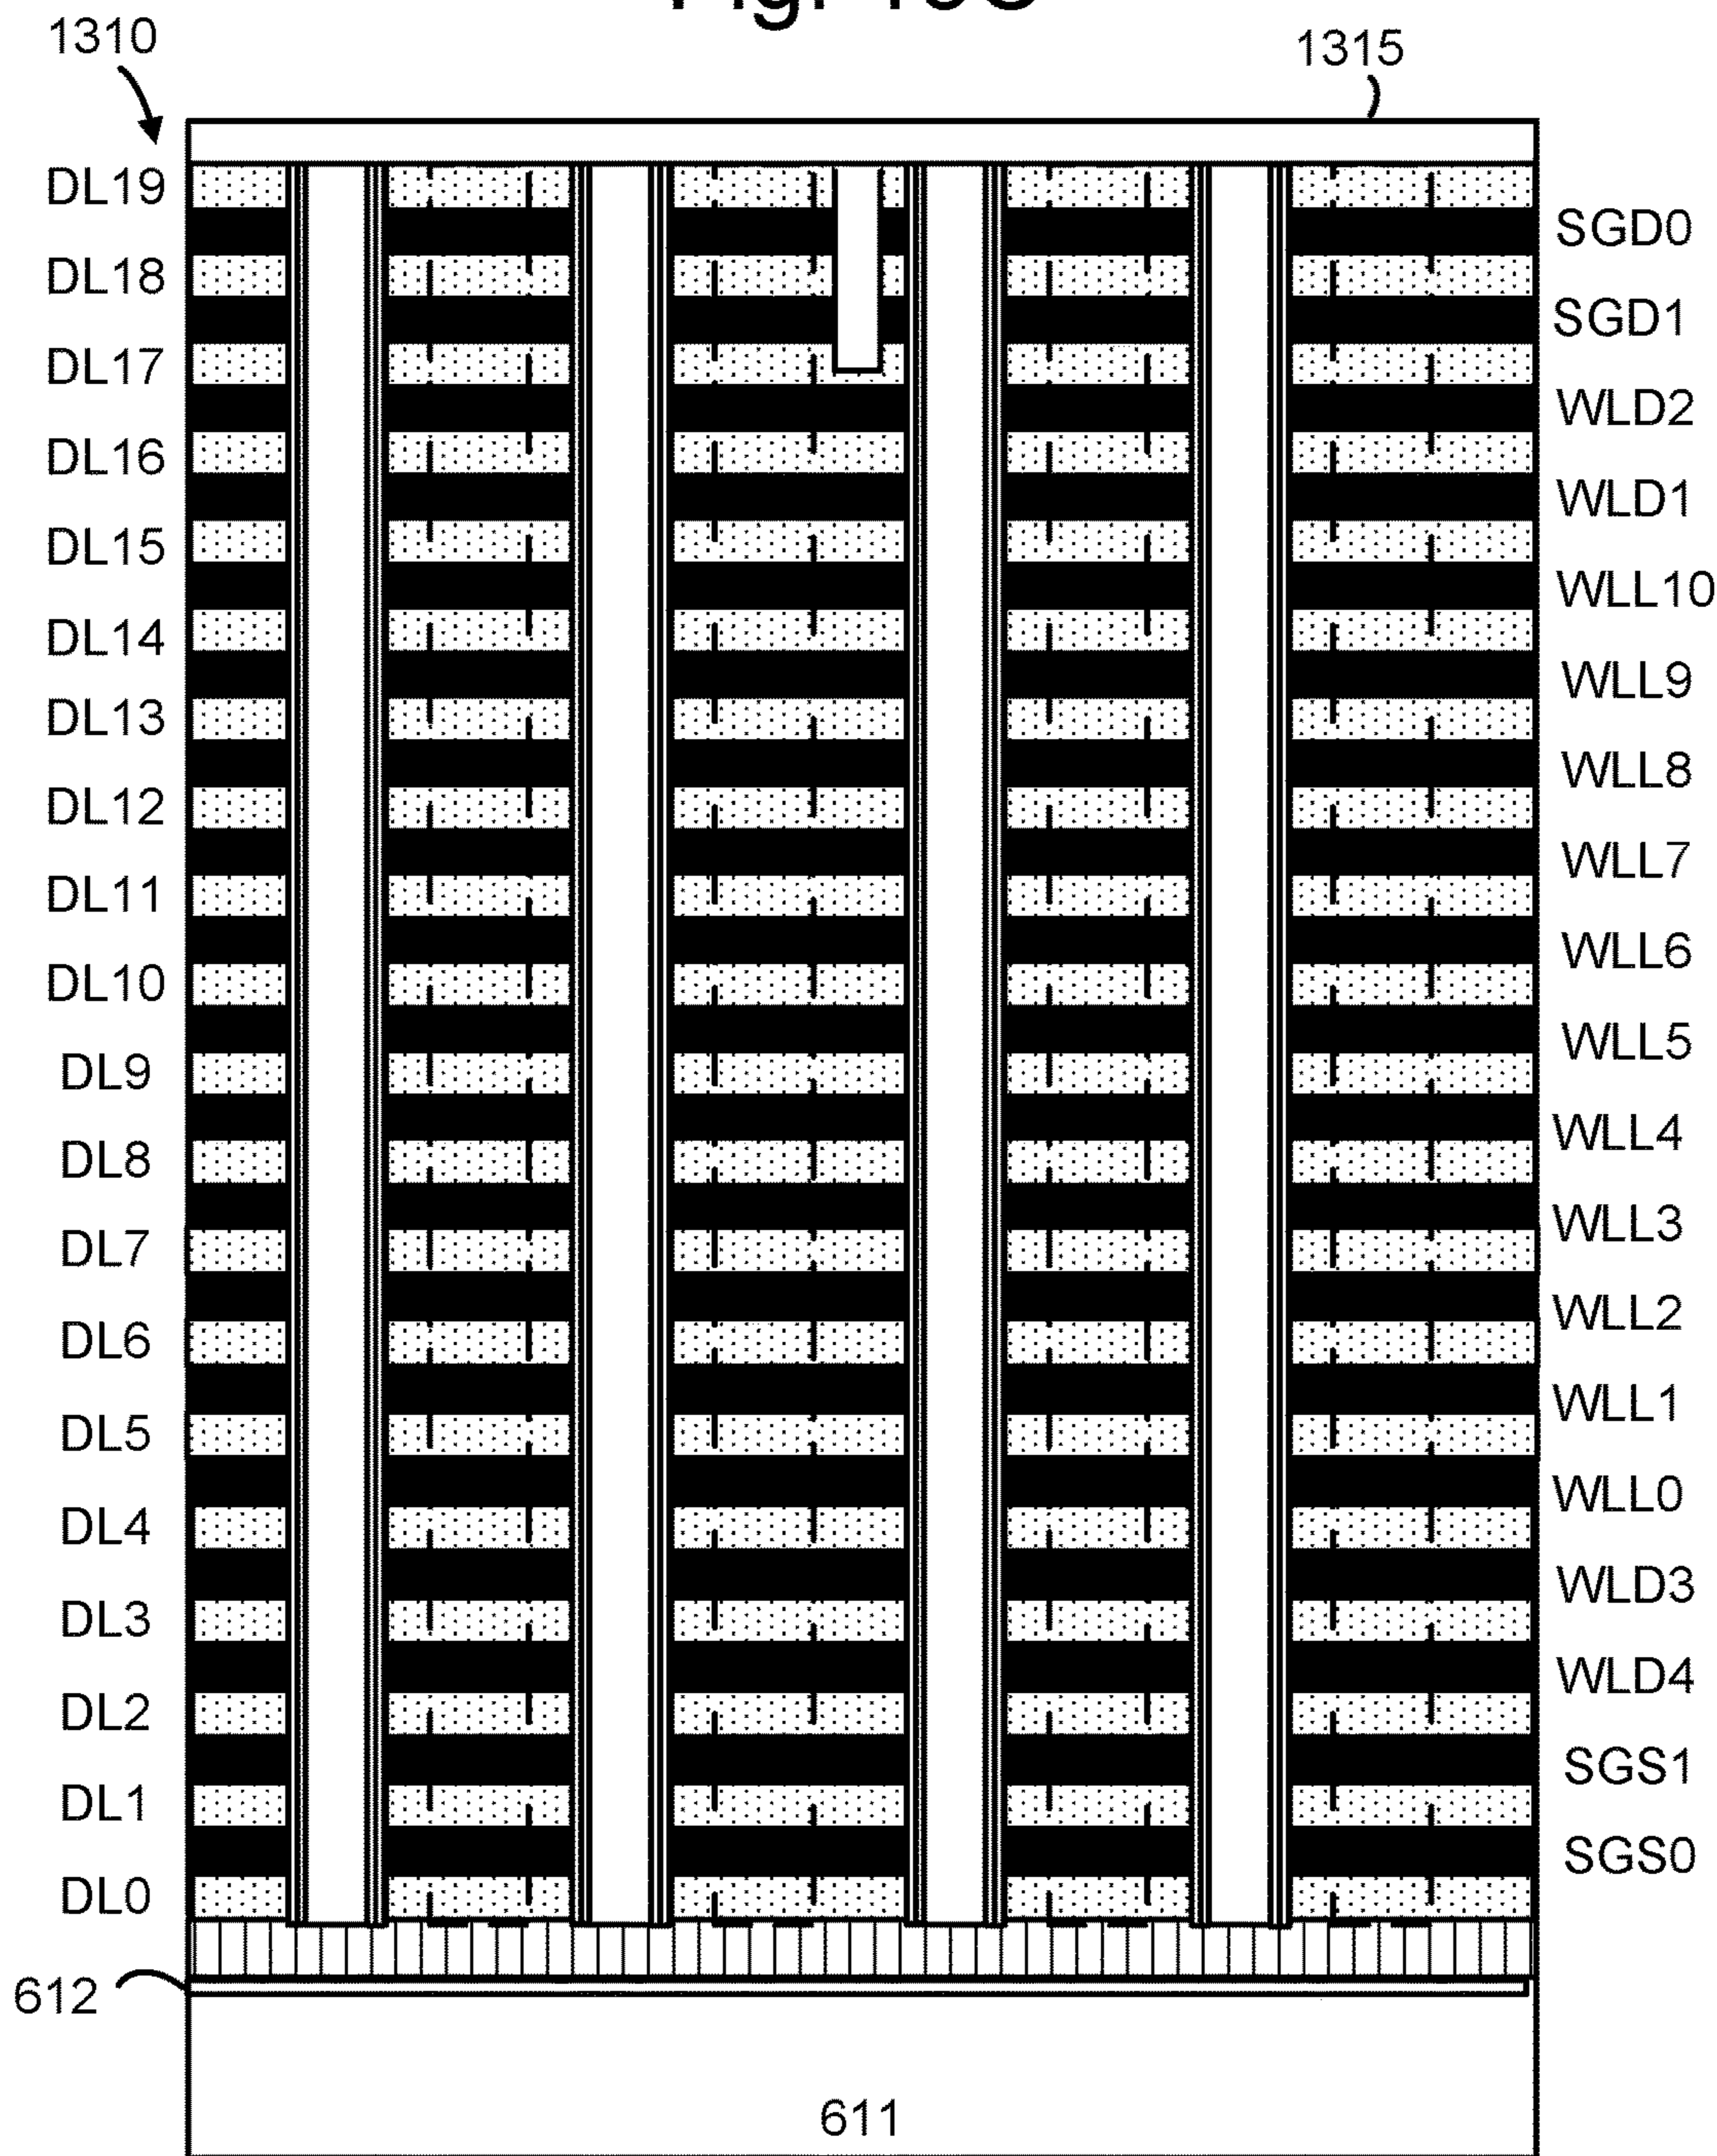 1310
1315
DL19
SGD0
DL18
SGD1
DL17
WLD2
DL16
WLD1
DL15
WLL10
DL14
WLL9
DL13
WLL8
DL12
WLL7
DL11
WLL6
DL10
WLL5
DL9
WLL4
DL8
WLL3
DL7
WLL2
DL6
WLL1
DL5
WLL0
DL4
WLD3
DL3
WLD4
DL2
SGS1
DL1
SGS0
DL0
612
611